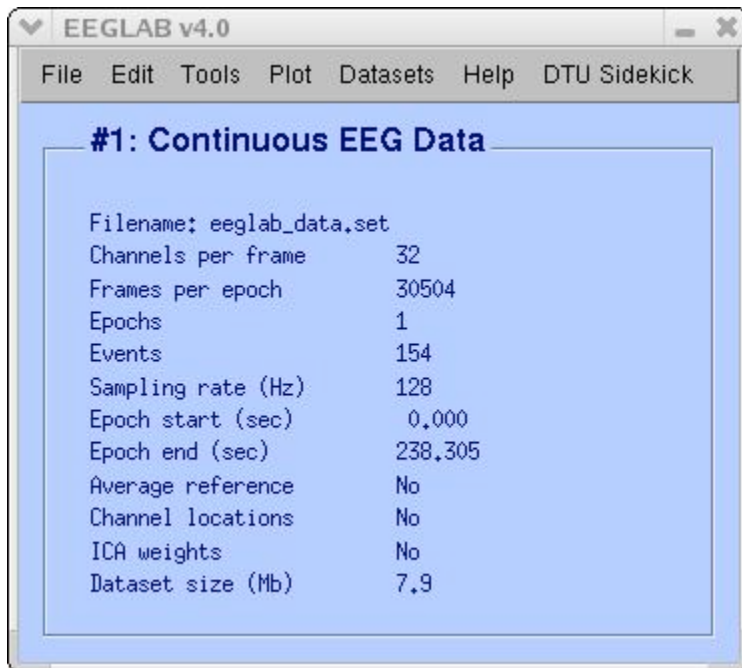 EEGLAB v4.0
File Edit Tools Plot Datasets Help DTU Sidekick
#1: Continuous EEG Data
Filename: eeglab_data.set
Channels per frame 32
Frames per epoch 30504
Epochs 1
Events 154
Sampling rate (Hz) 128
Epoch start (sec) 0.000
Epoch end (sec) 238.305
Average reference No
Channel locations No
ICA weights No
Dataset size (Mb) 7.9